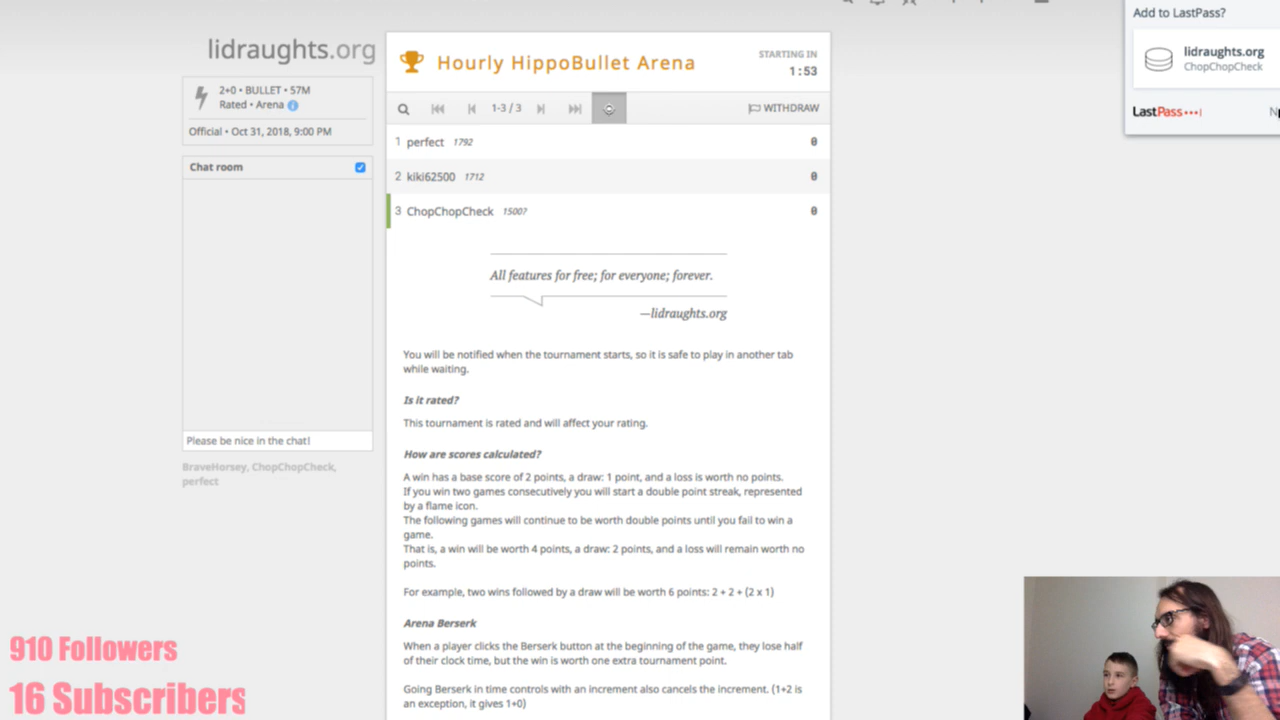 Add to LastPass?
lidraughts.org
ChopChopCheck
LastPass
lidraughts.org
Hourly HippoBullet Arena
STARTING IN
1:53
2+0 • BULLET • 57M
Rated • Arena
Official • Oct 31, 2018, 9:00 PM
1-3 / 3
WITHDRAW
Chat room
1 perfect 1792 0
2 kiki62500 1712 0
3 ChopChopCheck 1500? 0
All features for free; for everyone; forever.
—lidraughts.org
You will be notified when the tournament starts, so it is safe to play in another tab
while waiting.
Is it rated?
This tournament is rated and will affect your rating.
Please be nice in the chat!
BraveHorsey, ChopChopCheck,
perfect
How are scores calculated?
A win has a base score of 2 points, a draw: 1 point, and a loss is worth no points.
If you win two games consecutively you will start a double point streak, represented
by a flame icon.
The following games will continue to be worth double points until you fail to win a
game.
That is, a win will be worth 4 points, a draw: 2 points, and a loss will remain worth no
points.
For example, two wins followed by a draw will be worth 6 points: 2 + 2 + (2 x 1)
Arena Berserk
When a player clicks the Berserk button at the beginning of the game, they lose half
of their clock time, but the win is worth one extra tournament point.
Going Berserk in time controls with an increment also cancels the increment. (1+2 is
an exception, it gives 1+0)
910 Followers
16 Subscribers